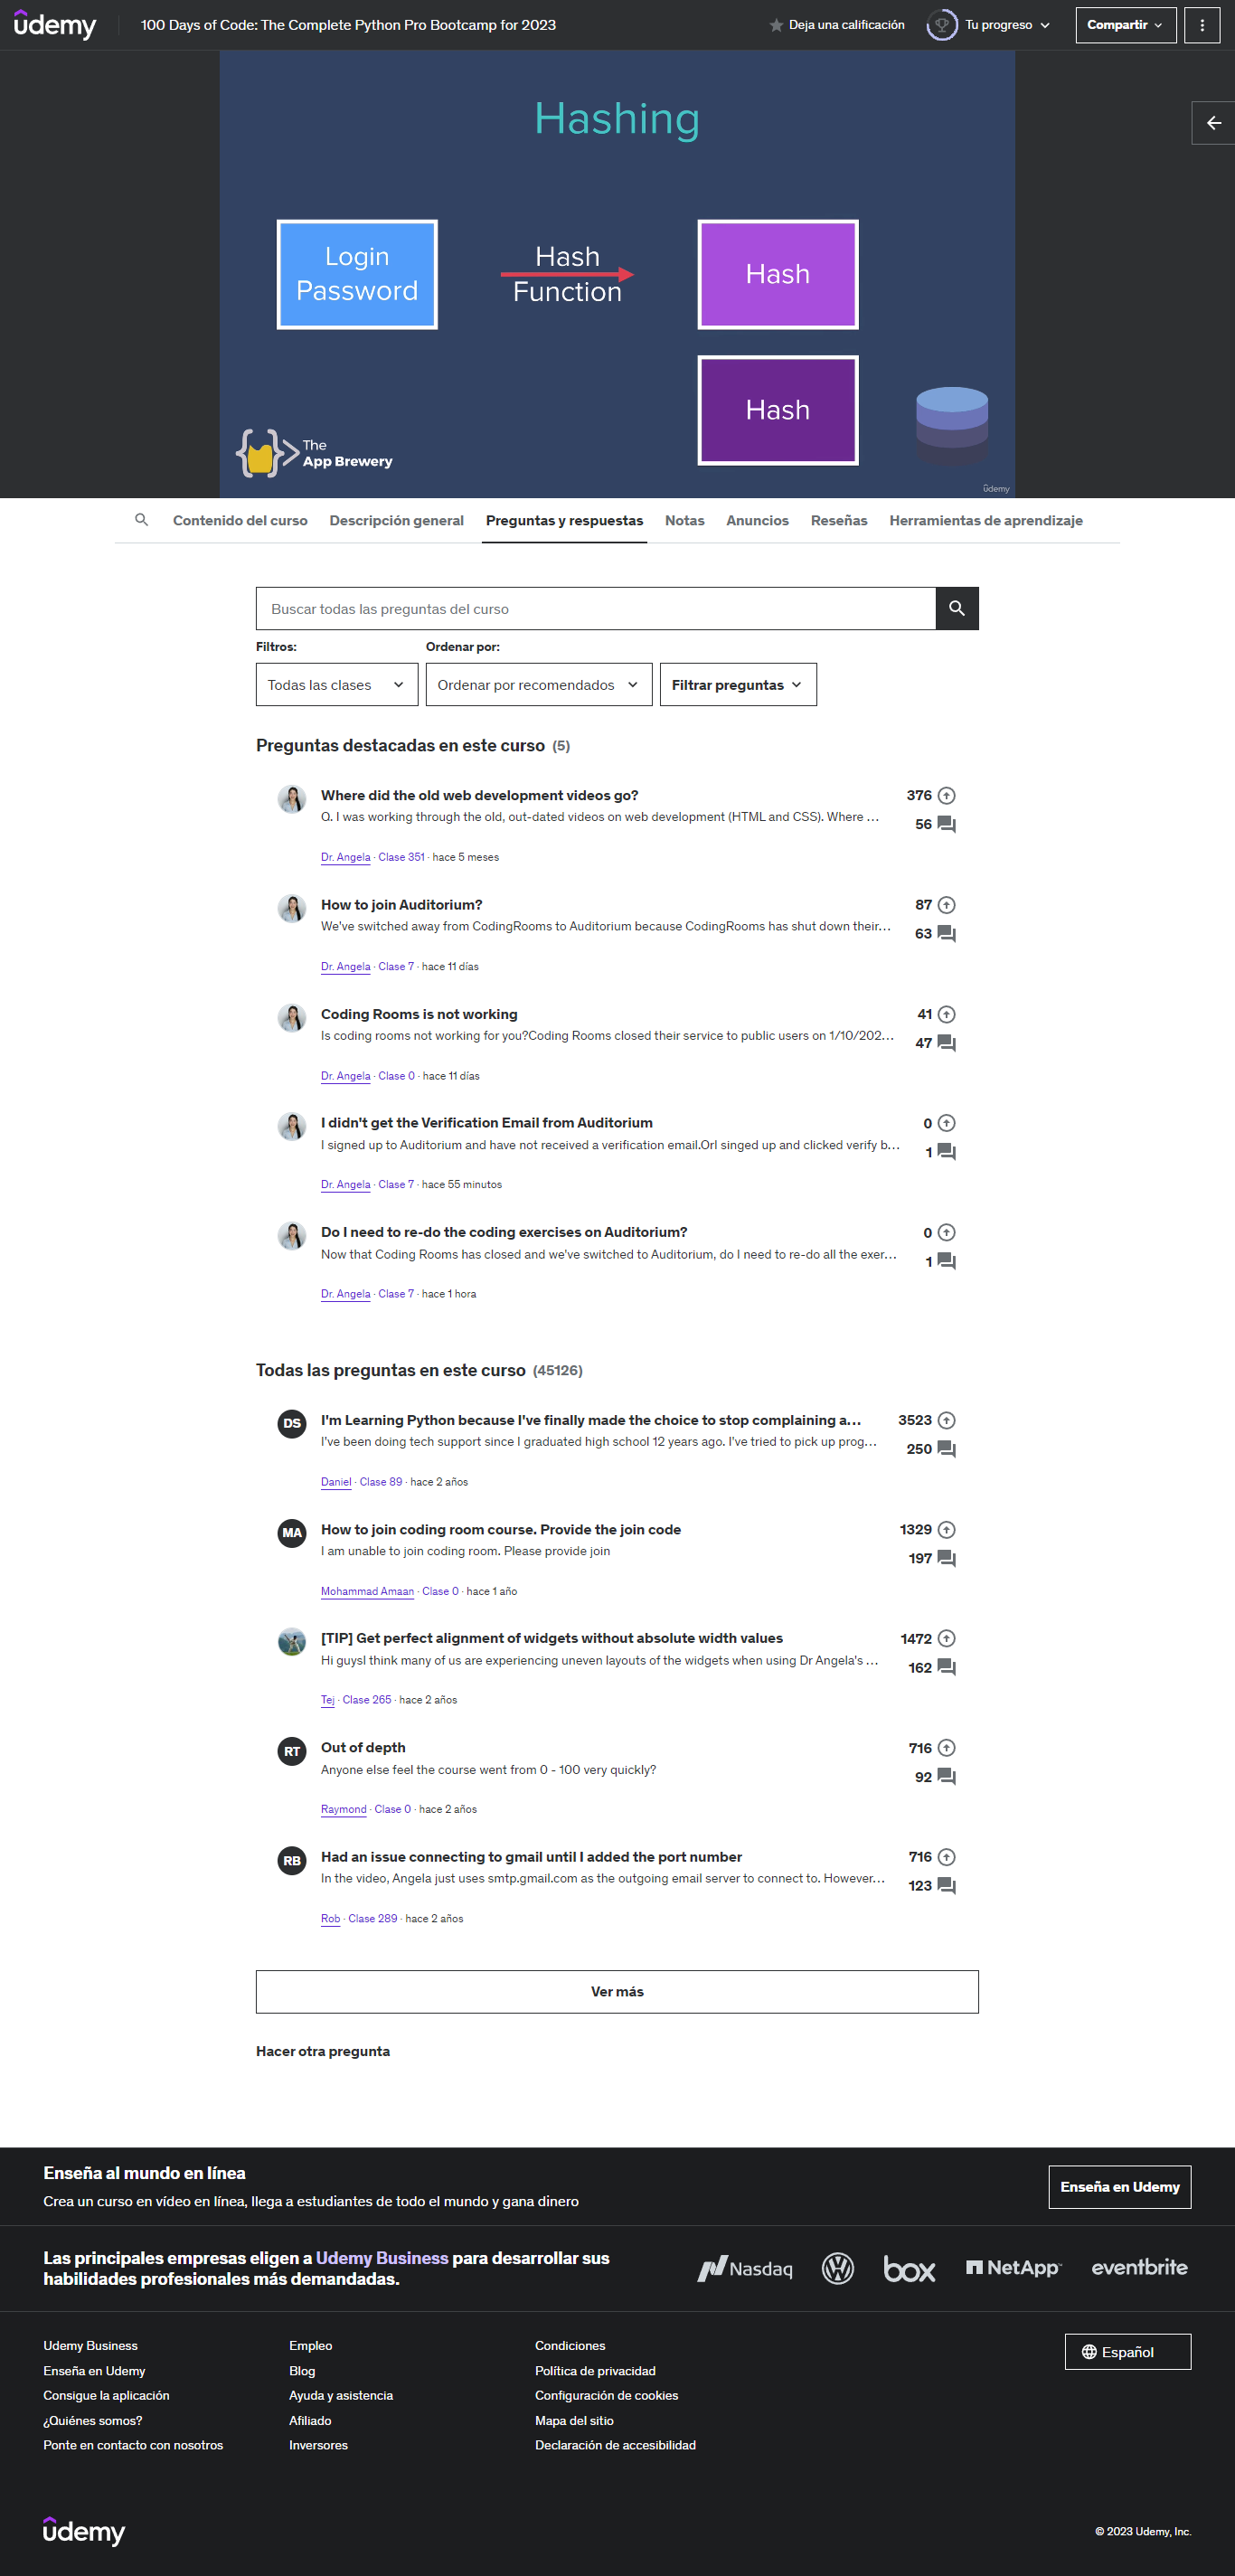 udemy
100 Days of Code: The Complete Python Pro Bootcamp for 2023
Deja una calificación
Tu progreso
Compartir
Hashing
Login
Password
Hash
Function
Hash
Hash
The
App Brewery
udemy
Contenido del curso
Descripción general
Preguntas y respuestas
Notas
Anuncios
Reseñas
Herramientas de aprendizaje
Buscar todas las preguntas del curso
Filtros:
Ordenar por:
Todas las clases
Ordenar por recomendados
Filtrar preguntas
Preguntas destacadas en este curso (5)
Where did the old web development videos go?
376
Q. I was working through the old, out-dated videos on web development (HTML and CSS). Where ...
56
Dr. Angela · Clase 351 · hace 5 meses
How to join Auditorium?
87
We've switched away from CodingRooms to Auditorium because CodingRooms has shut down their...
63
Dr. Angela · Clase 7 · hace 11 días
Coding Rooms is not working
41
Is coding rooms not working for you?Coding Rooms closed their service to public users on 1/10/202...
47
Dr. Angela · Clase 0 · hace 11 días
I didn't get the Verification Email from Auditorium
0
I signed up to Auditorium and have not received a verification email.OrI singed up and clicked verify b...
1
Dr. Angela · Clase 7 · hace 55 minutos
Do I need to re-do the coding exercises on Auditorium?
0
Now that Coding Rooms has closed and we've switched to Auditorium, do I need to re-do all the exer...
1
Dr. Angela · Clase 7 · hace 1 hora
Todas las preguntas en este curso (45126)
DS
I'm Learning Python because I've finally made the choice to stop complaining a...
3523
I've been doing tech support since I graduated high school 12 years ago. I've tried to pick up prog...
250
Daniel · Clase 89 · hace 2 años
MA
How to join coding room course. Provide the join code
1329
I am unable to join coding room. Please provide join
197
Mohammad Amaan · Clase 0 · hace 1 año
[TIP] Get perfect alignment of widgets without absolute width values
1472
Hi guysI think many of us are experiencing uneven layouts of the widgets when using Dr Angela's ...
162
Tej · Clase 265 · hace 2 años
RT
Out of depth
716
Anyone else feel the course went from 0 - 100 very quickly?
92
Raymond · Clase 0 · hace 2 años
RB
Had an issue connecting to gmail until I added the port number
716
In the video, Angela just uses smtp.gmail.com as the outgoing email server to connect to. However...
123
Rob · Clase 289 · hace 2 años
Ver más
Hacer otra pregunta
Enseña al mundo en línea
Crea un curso en vídeo en línea, llega a estudiantes de todo el mundo y gana dinero
Enseña en Udemy
Las principales empresas eligen a Udemy Business para desarrollar sus
habilidades profesionales más demandadas.
Nasdaq
box
NetApp
eventbrite
Udemy Business
Enseña en Udemy
Consigue la aplicación
¿Quiénes somos?
Ponte en contacto con nosotros
Empleo
Blog
Ayuda y asistencia
Afiliado
Inversores
Condiciones
Política de privacidad
Configuración de cookies
Mapa del sitio
Declaración de accesibilidad
Español
udemy
© 2023 Udemy, Inc.